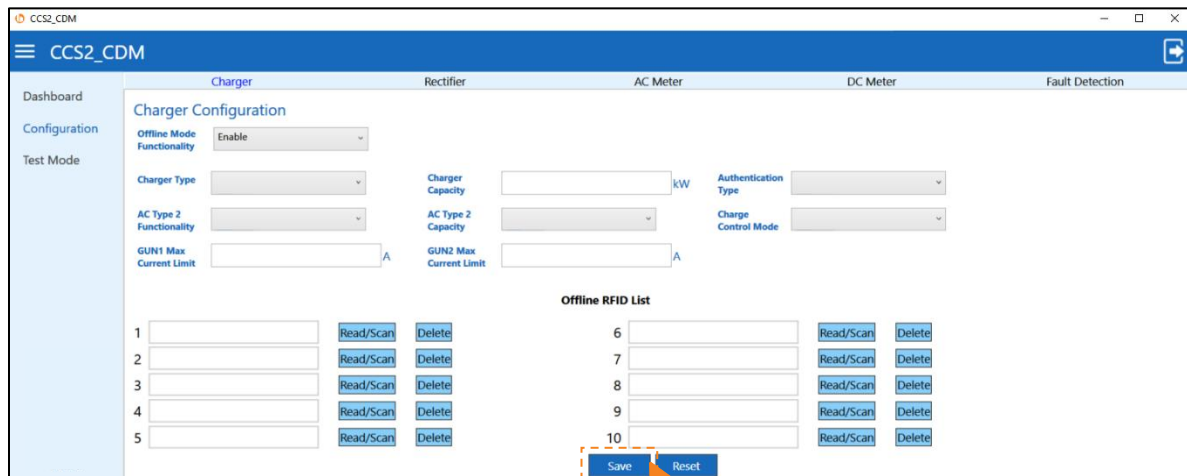 CCS2_CDM
CCS2_CDM
Charger Rectifier AC Meter DC Meter Fault Detection
Dashboard
Configuration
Test Mode
Charger Configuration
Offline Mode
Functionality
Enable
Charger Type
Charger
Capacity
kW
Authentication
Type
AC Type 2
Functionality
AC Type 2
Capacity
Charge
Control Mode
GUN1 Max
Current Limit
A
GUN2 Max
Current Limit
A
Offline RFID List
1 Read/Scan Delete 6 Read/Scan Delete
2 Read/Scan Delete 7 Read/Scan Delete
3 Read/Scan Delete 8 Read/Scan Delete
4 Read/Scan Delete 9 Read/Scan Delete
5 Read/Scan Delete 10 Read/Scan Delete
Save Reset